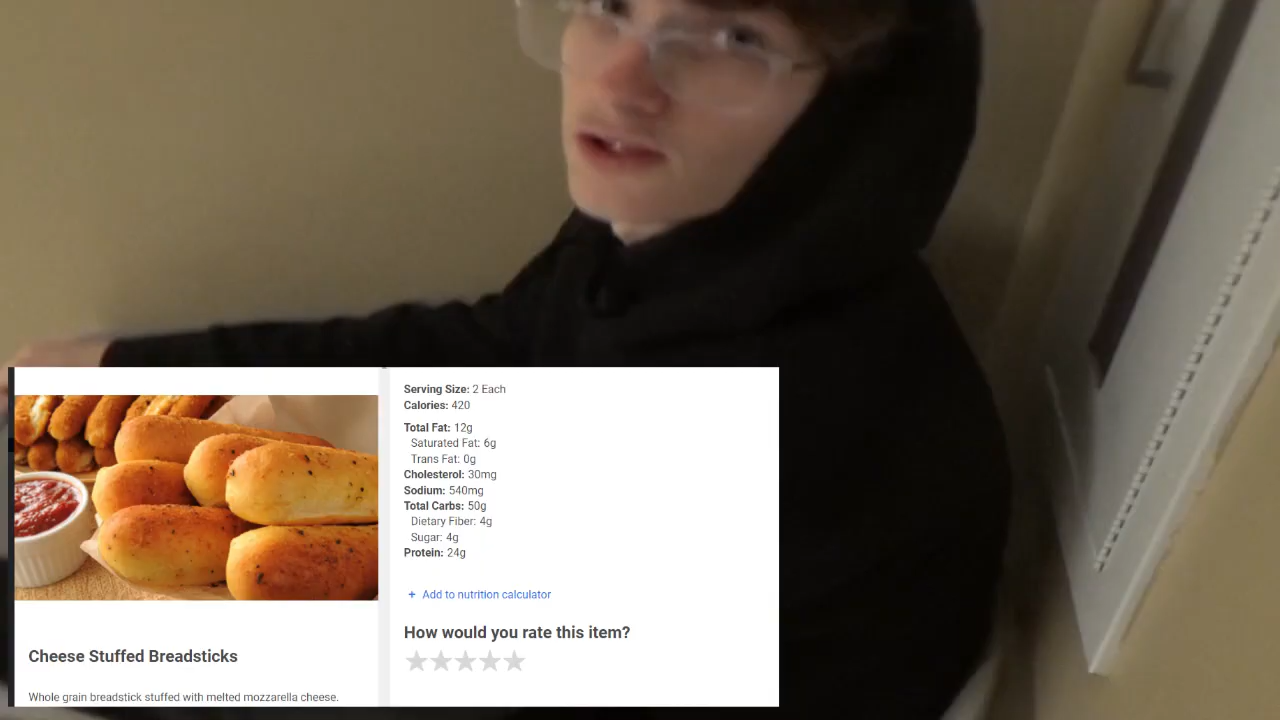 Cheese Stuffed Breadsticks
Whole grain breadstick stuffed with melted mozzarella cheese.
Serving Size: 2 Each
Calories: 420
Total Fat: 12g
Saturated Fat: 6g
Trans Fat: 0g
Cholesterol: 30mg
Sodium: 540mg
Total Carbs: 50g
Dietary Fiber: 4g
Sugar: 4g
Protein: 24g
+ Add to nutrition calculator
How would you rate this item?